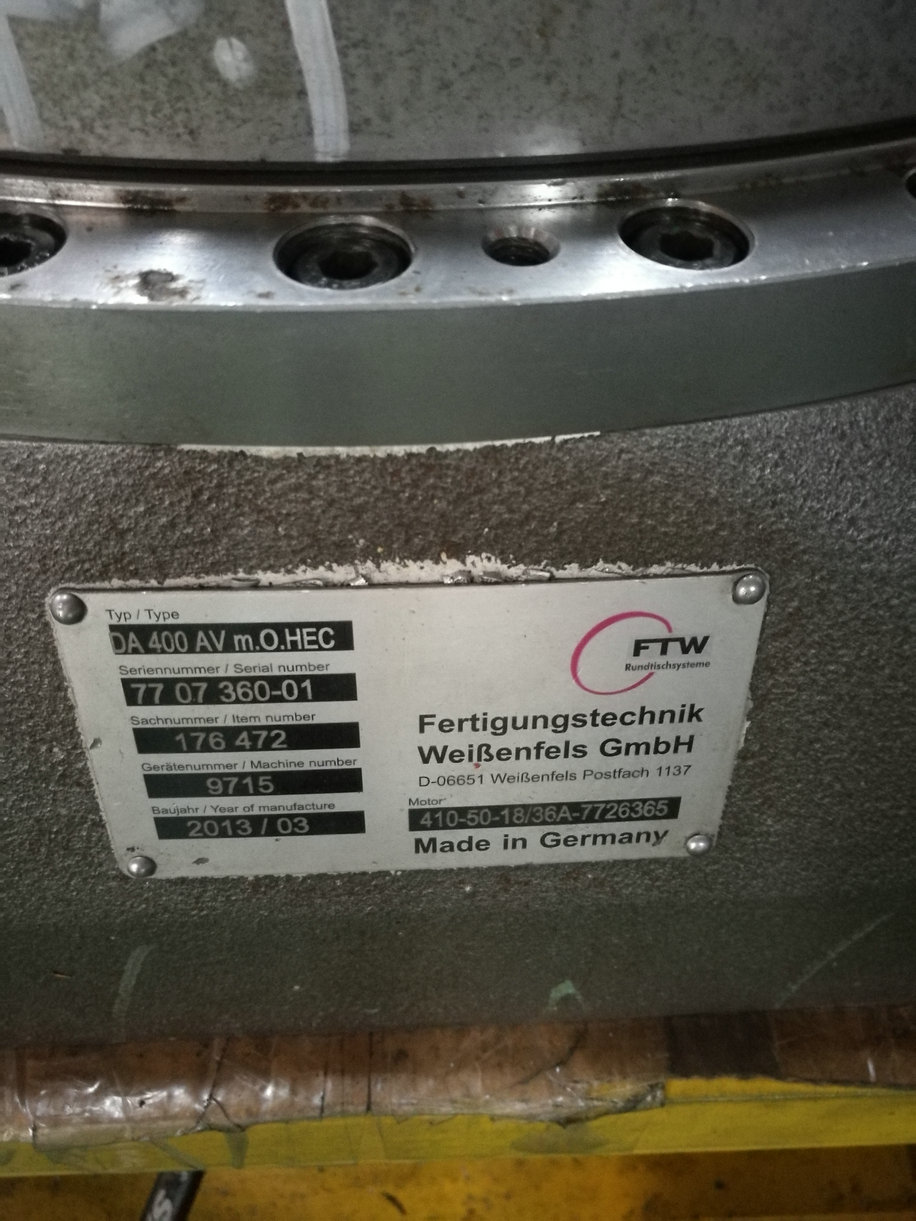 Typ / Type
DA 400 AV m.O.HEC
Seriennummer / Serial number
77 07 360-01
Sachnummer / Item number
176 472
Gerätenummer / Machine number
9715
Baujahr / Year of manufacture
2013 / 03
FTW
Rundtischsysteme
Fertigungstechnik
Weißenfels GmbH
D-06651 Weißenfels Postfach 1137
Motor
410-50-18/36A-7726365
Made in Germany